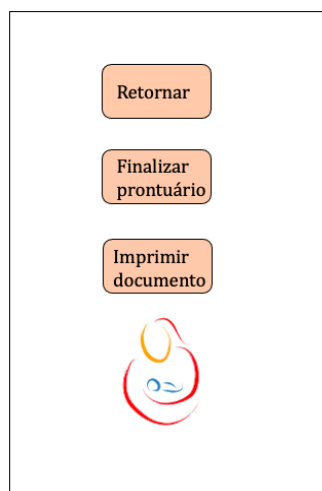 Retornar
Finalizar
prontuário
Imprimir
documento